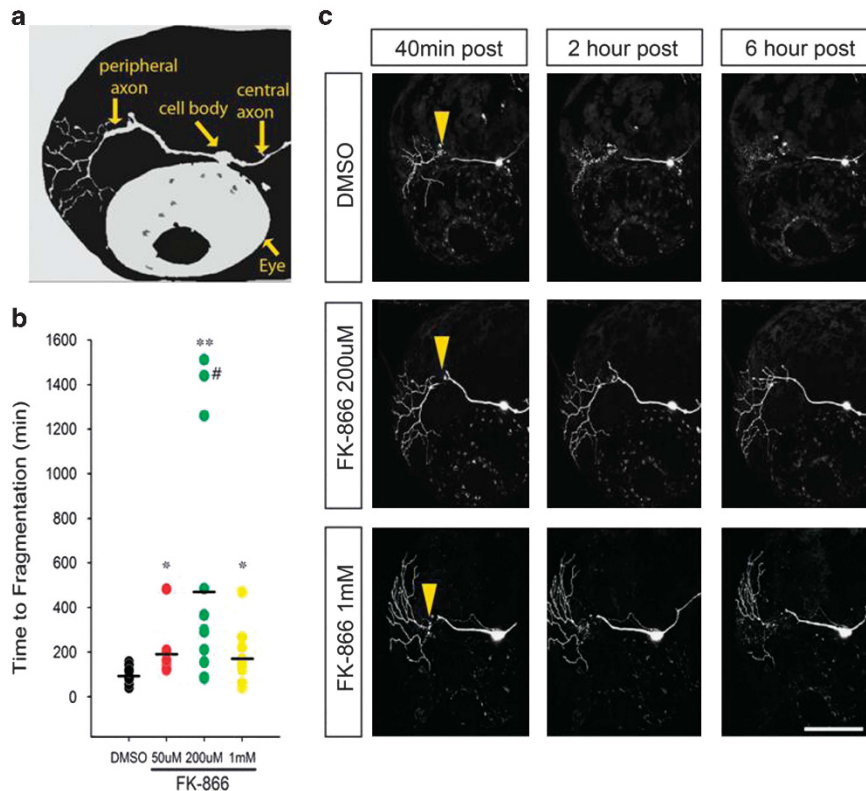 a
peripheral
axon
cell body
central
axon
Eye
b
Time to Fragmentation (min)
1600
1400
1200
1000
800
600
400
200
0
**
#
*
*
DMSO 50uM 200uM 1mM
FK-866
c
40min post 2 hour post 6 hour post
DMSO
FK-866 200uM
FK-866 1mM